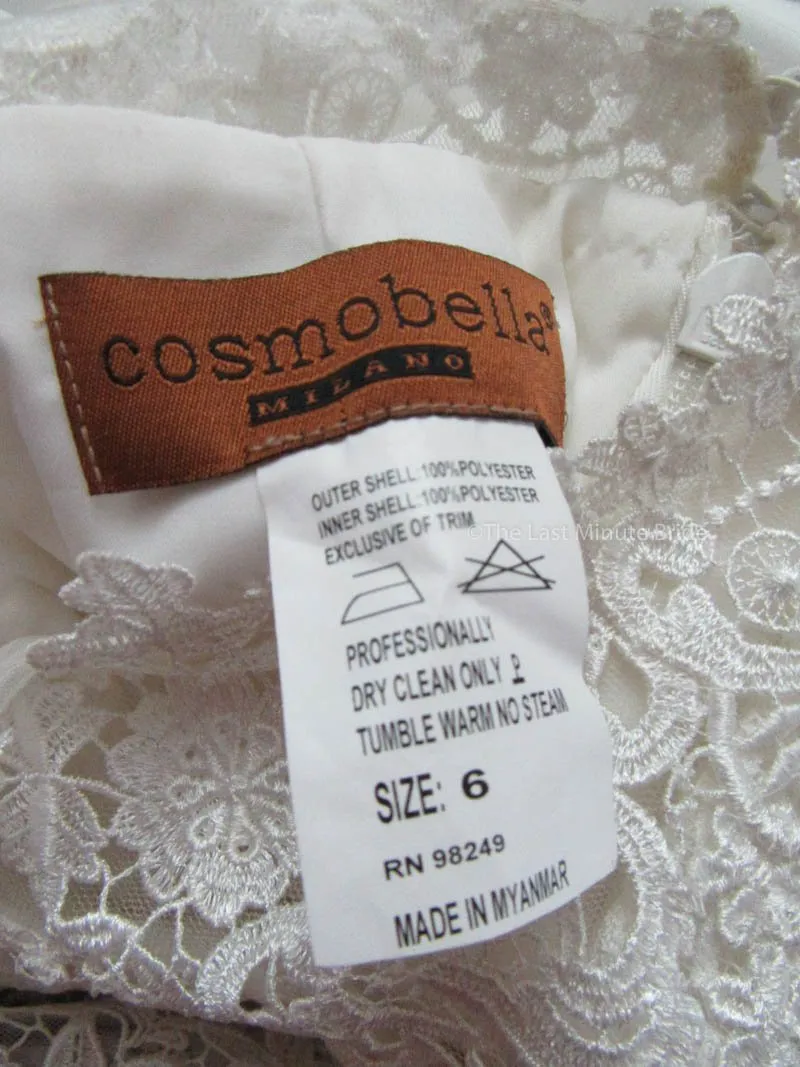 cosmobella®
MILANO
OUTER SHELL:100%POLYESTER
INNER SHELL:100%POLYESTER
EXCLUSIVE OF TRIM
©The Last Minute Bride
PROFESSIONALLY
DRY CLEAN ONLY P
TUMBLE WARM NO STEAM
SIZE: 6
RN 98249
MADE IN MYANMAR